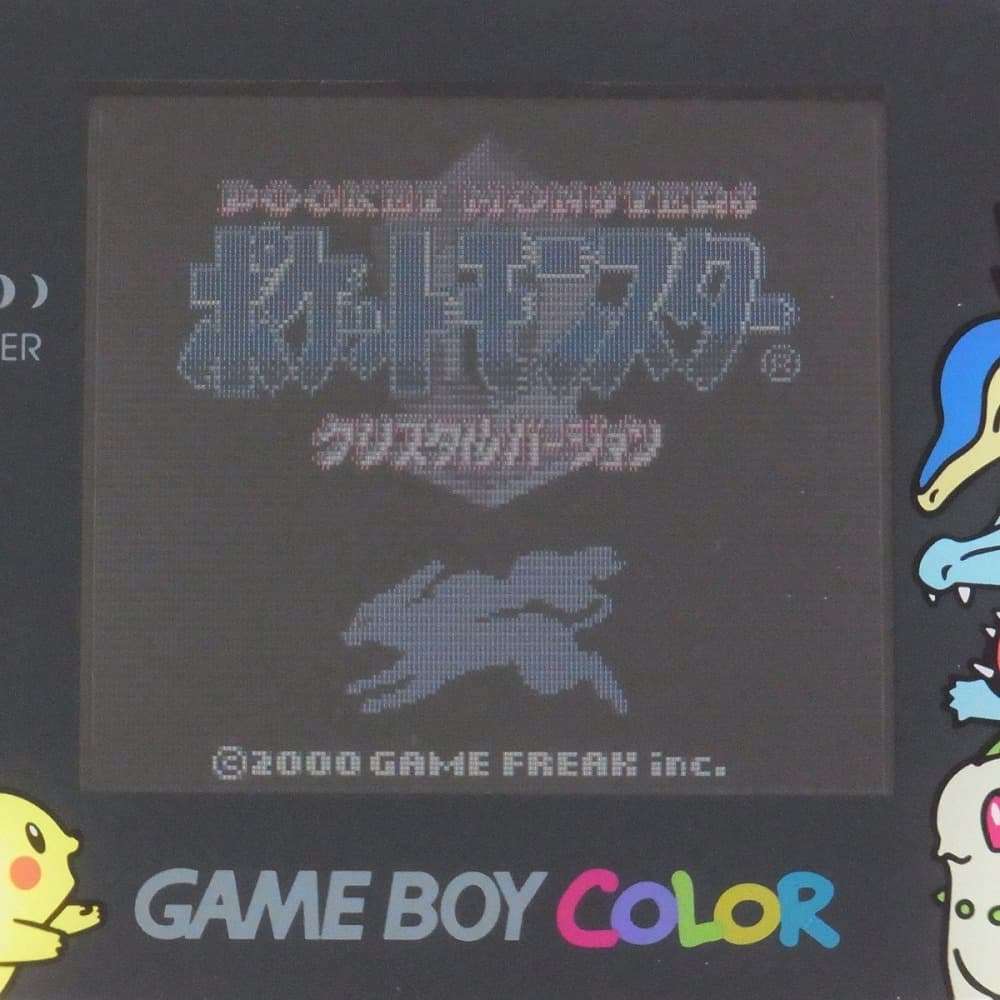 POCKET MONSTERS
ポケットモンスター®
クリスタルバージョン
ER
©2000 GAME FREAK inc.
GAME BOY COLOR